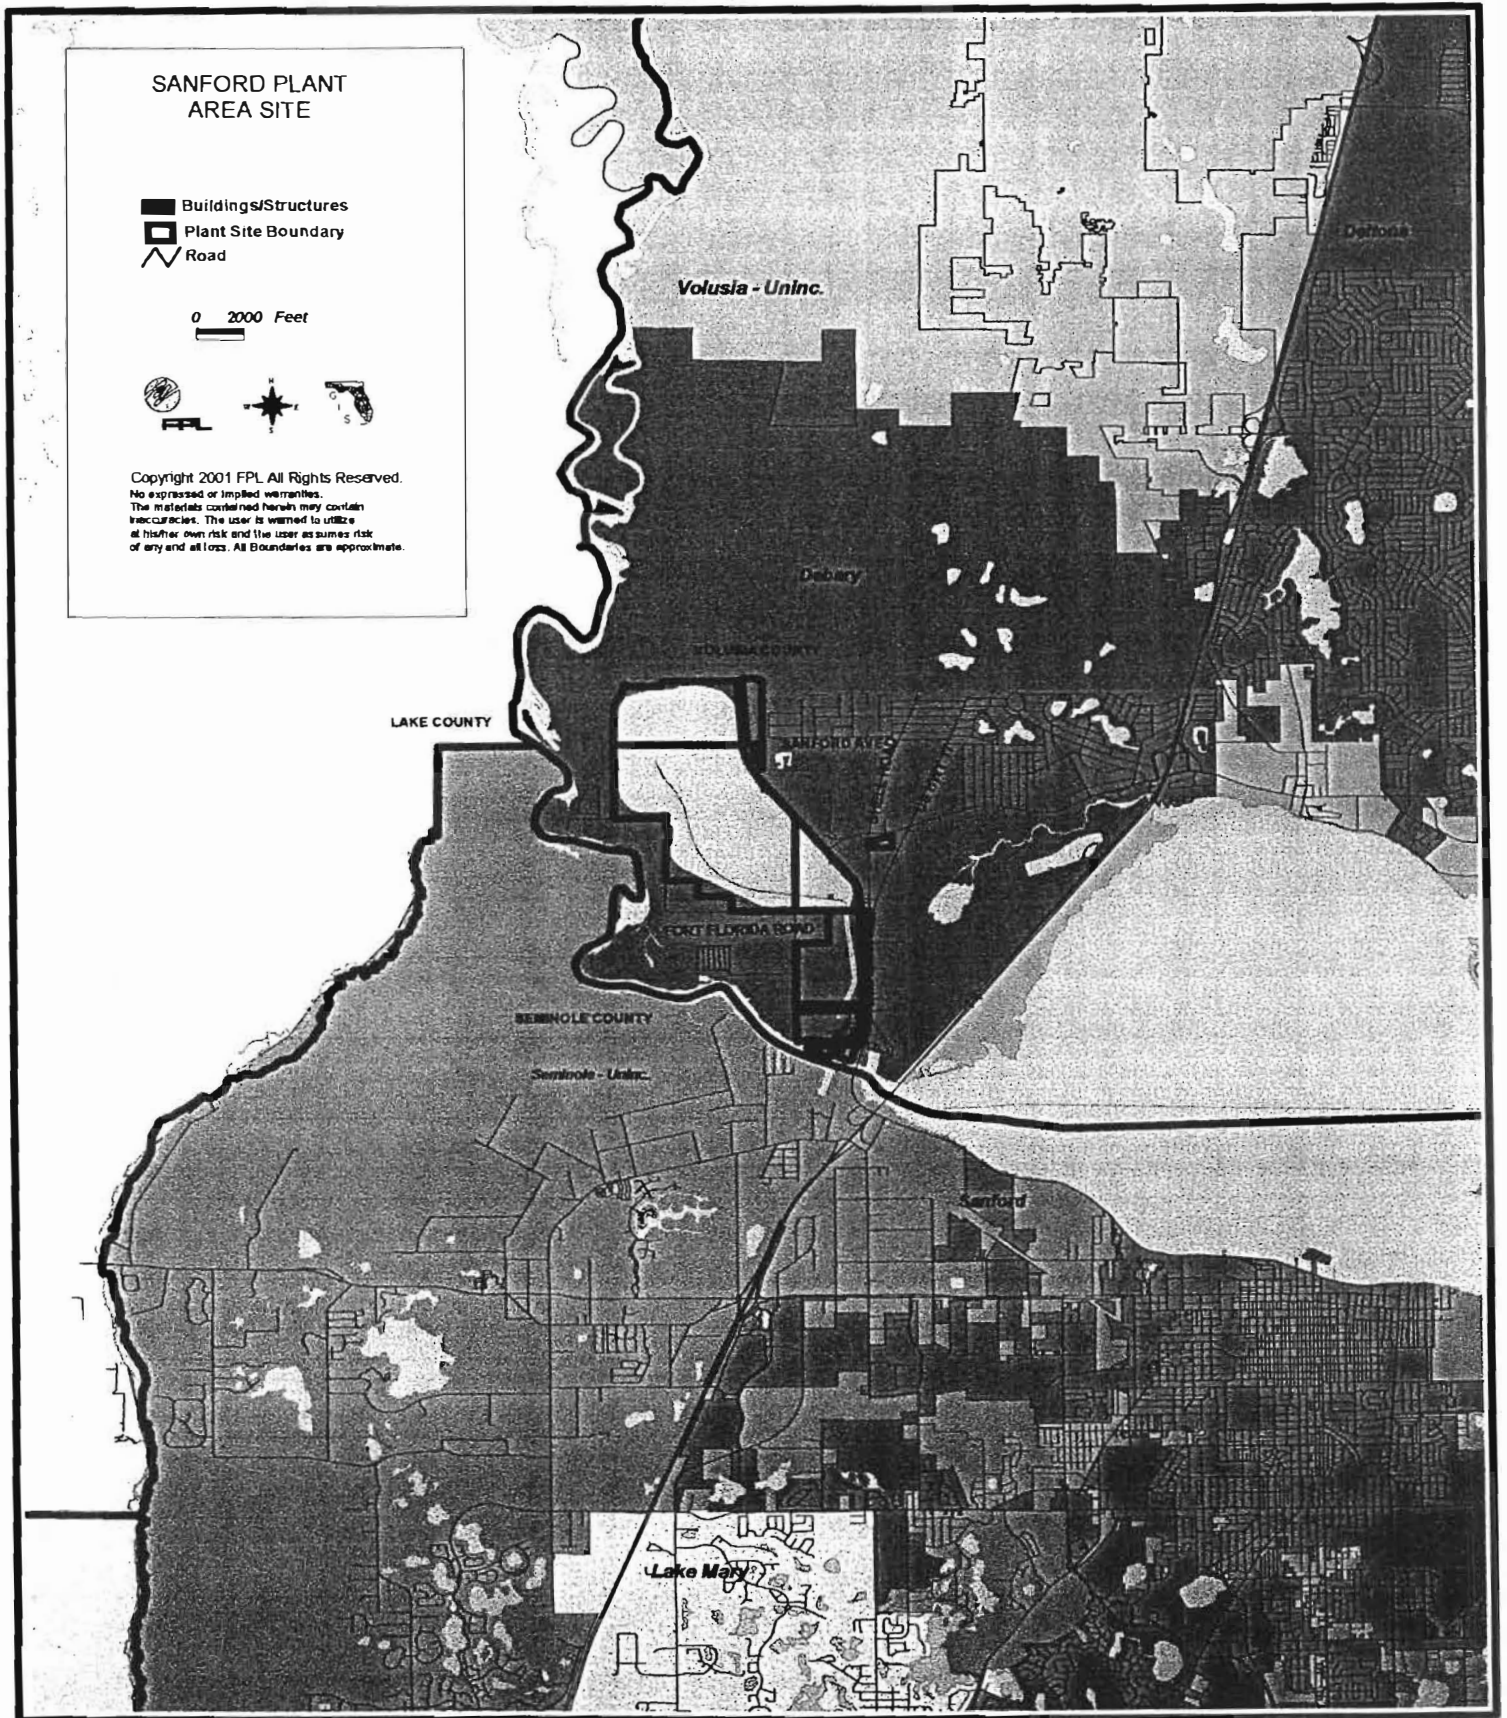 SANFORD PLANT
AREA SITE
Buildings/Structures
Plant Site Boundary
Road
0 2000 Feet
N
W E
S
FPL
G
I
S
Copyright 2001 FPL All Rights Reserved.
No expressed or implied warranties.
The materials contained herein may contain
inaccuracies. The user is warned to utilize
at his/her own risk and the user assumes risk
of any and all loss. All Boundaries are approximate.
Deltona
Volusia - Uninc.
Debary
VOLUSIA COUNTY
LAKE COUNTY
SANFORD AVE
FORT FLORIDA ROAD
SEMINOLE COUNTY
Seminole - Uninc.
Sanford
Lake Mary